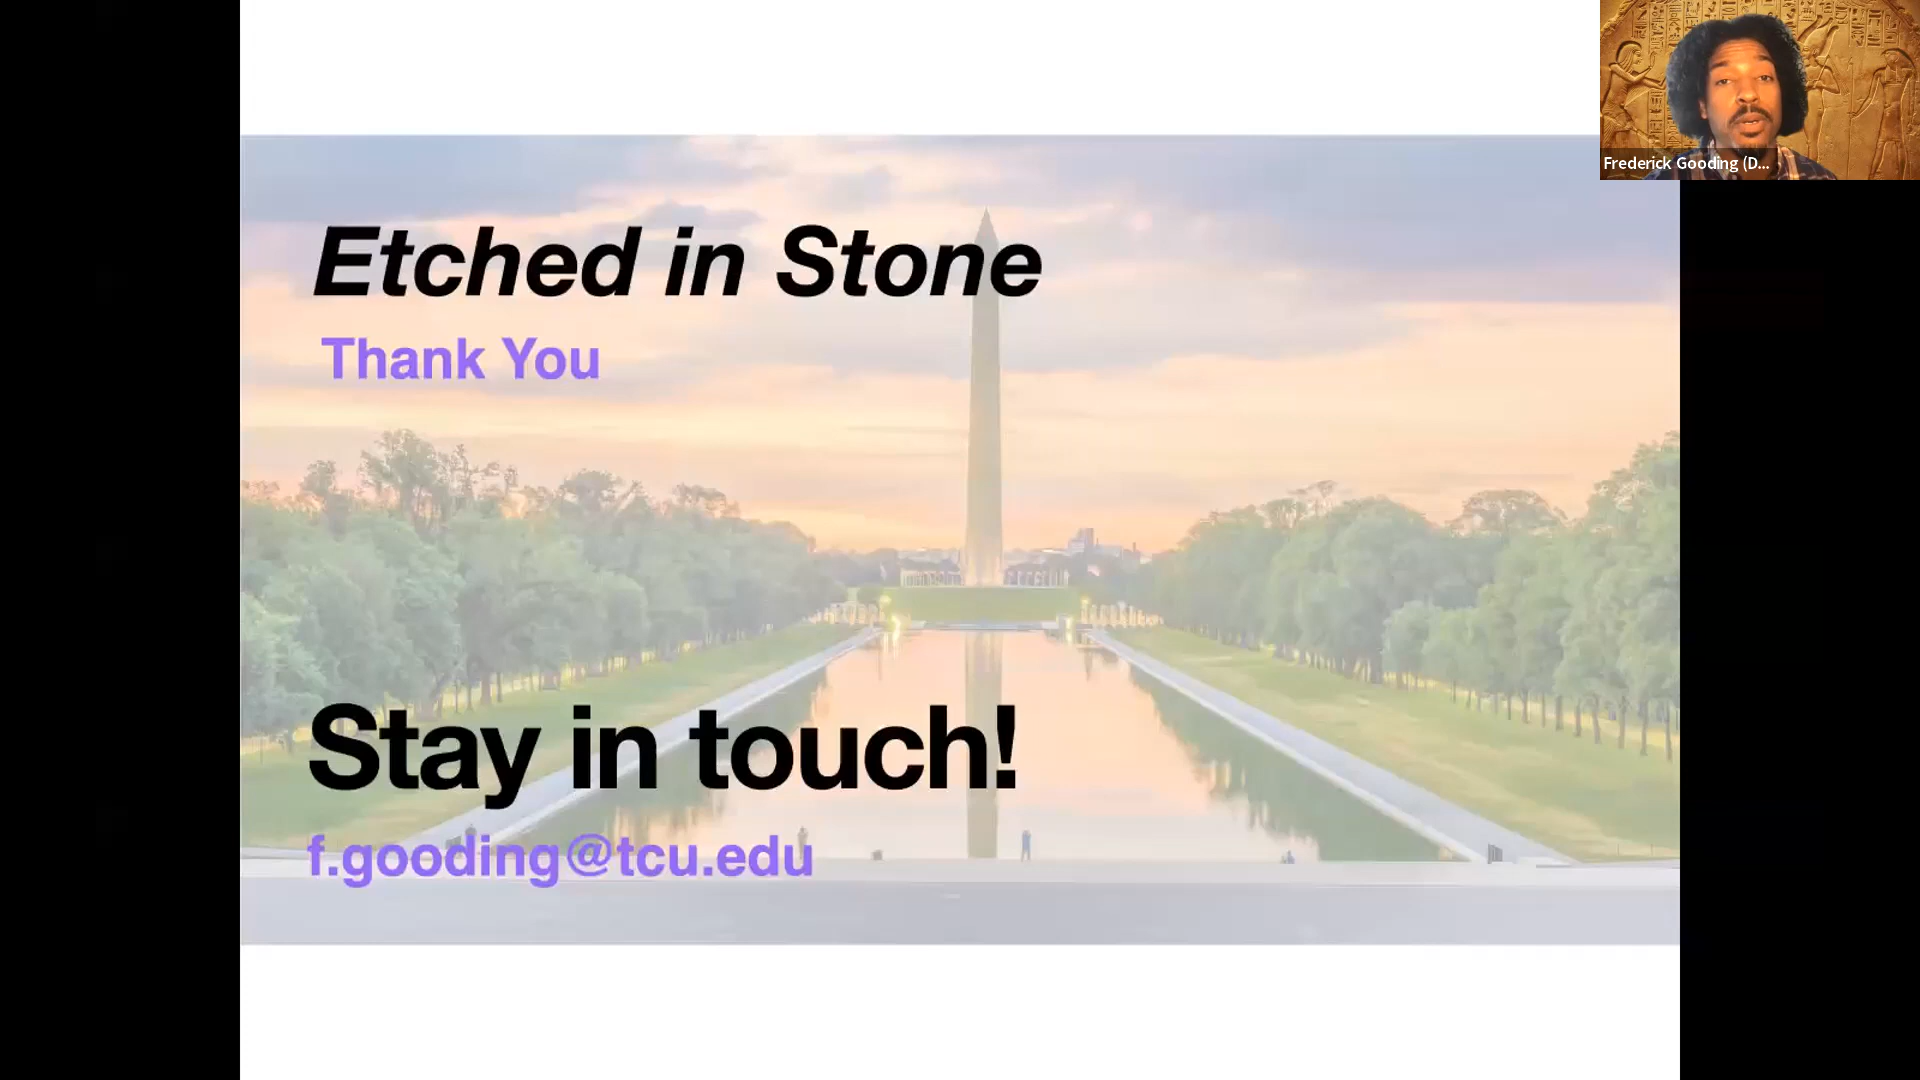 Etched in Stone
Thank You
Stay in touch!
f.gooding@tcu.edu
Frederick Gooding (D...